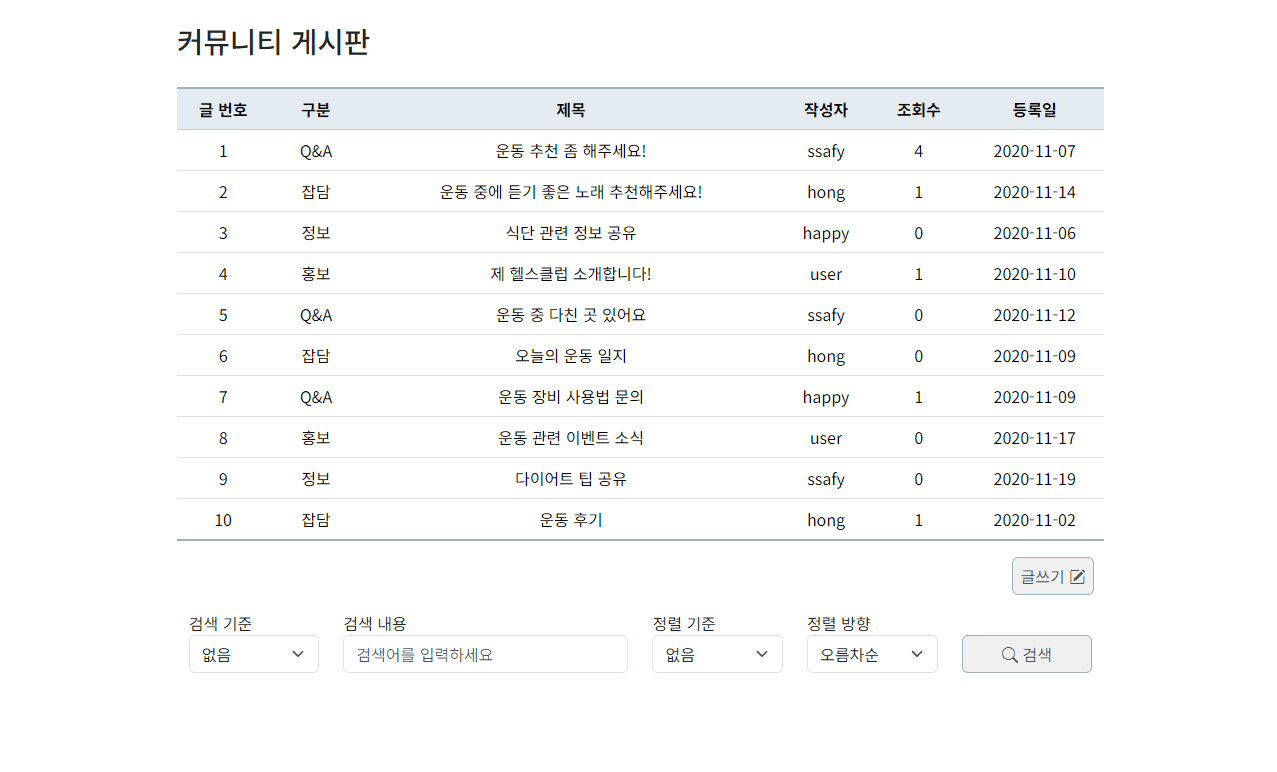 커뮤니티 게시판
글 번호 구분 제목 작성자 조회수 등록일
1 Q&A 운동 추천 좀 해주세요! ssafy 4 2020-11-07
2 잡담 운동 중에 듣기 좋은 노래 추천해주세요! hong 1 2020-11-14
3 정보 식단 관련 정보 공유 happy 0 2020-11-06
4 홍보 제 헬스클럽 소개합니다! user 1 2020-11-10
5 Q&A 운동 중 다친 곳 있어요 ssafy 0 2020-11-12
6 잡담 오늘의 운동 일지 hong 0 2020-11-09
7 Q&A 운동 장비 사용법 문의 happy 1 2020-11-09
8 홍보 운동 관련 이벤트 소식 user 0 2020-11-17
9 정보 다이어트 팁 공유 ssafy 0 2020-11-19
10 잡담 운동 후기 hong 1 2020-11-02
글쓰기
검색 기준 검색 내용 정렬 기준 정렬 방향
없음 검색어를 입력하세요 없음 오름차순 검색